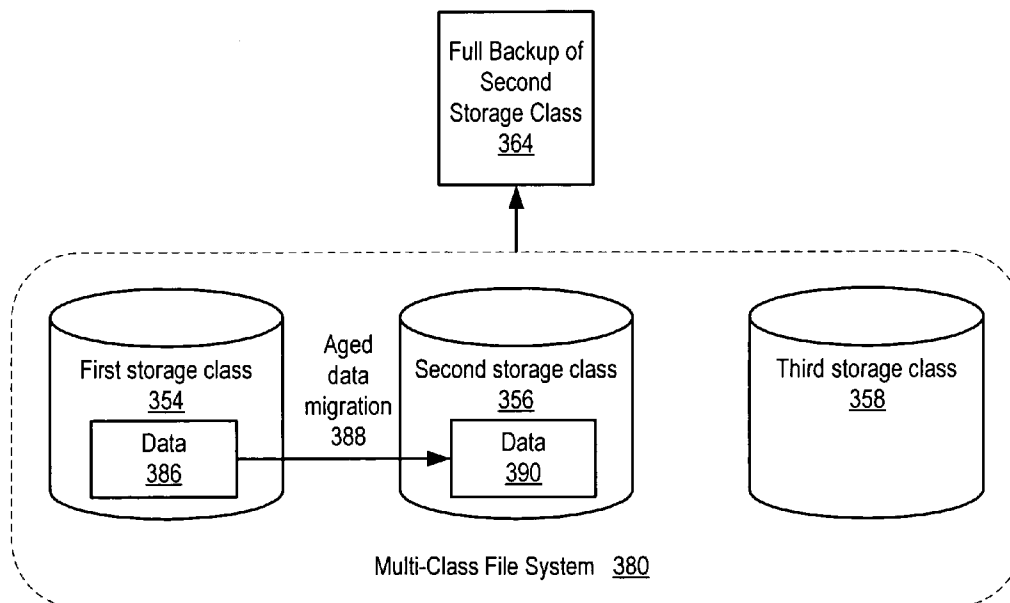 Full Backup of
Second
Storage Class
364
First storage class
354
Data
386
Aged
data
migration
388
Second storage class
356
Data
390
Third storage class
358
Multi-Class File System 380